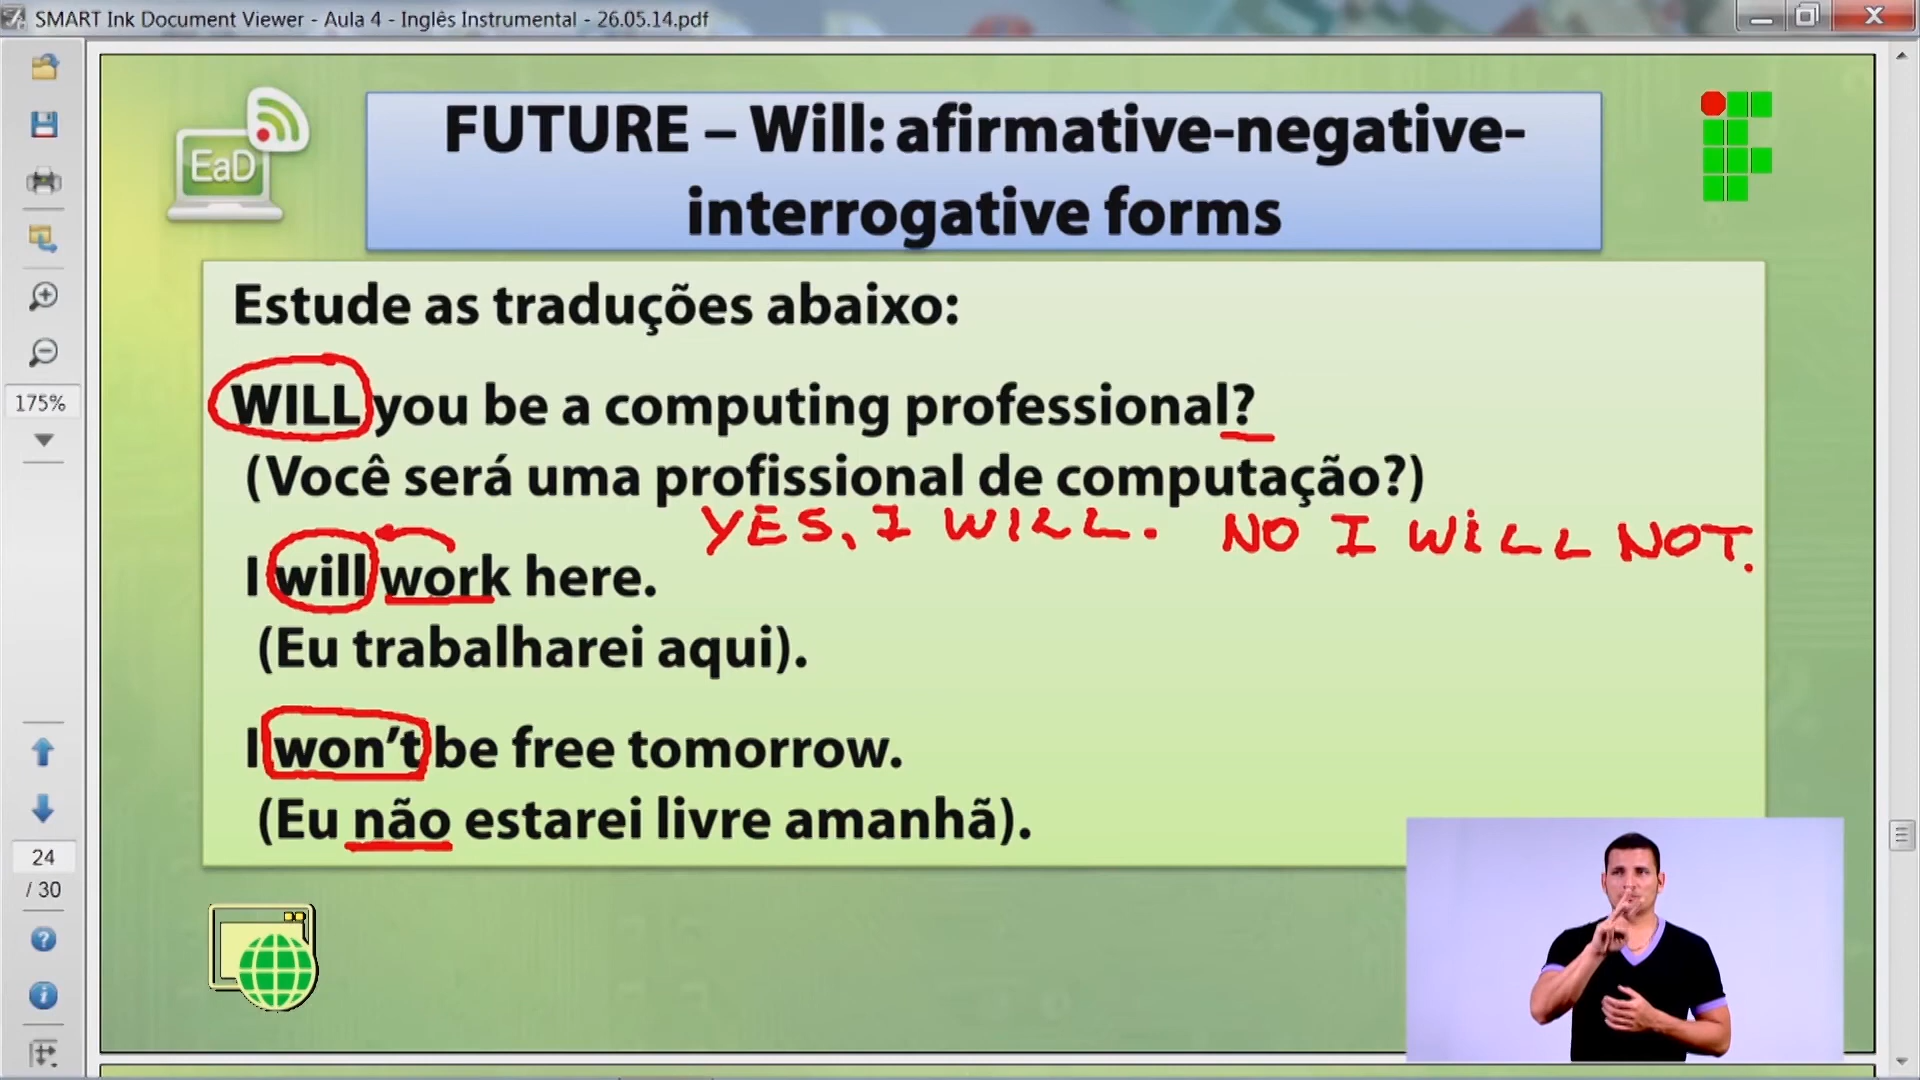 SMART Ink Document Viewer - Aula 4 - Inglês Instrumental - 26.05.14.pdf
EaD
FUTURE – Will: afirmative-negative-
interrogative forms
Estude as traduções abaixo:
WILL you be a computing professional?
(Você será uma profissional de computação?)
YES, I WILL. NO I WILL NOT.
I will work here.
(Eu trabalharei aqui).
I won't be free tomorrow.
(Eu não estarei livre amanhã).
175%
24
/ 30